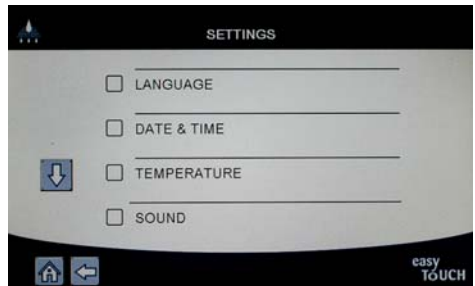 SETTINGS
LANGUAGE
DATE & TIME
TEMPERATURE
SOUND
easy
TOUCH